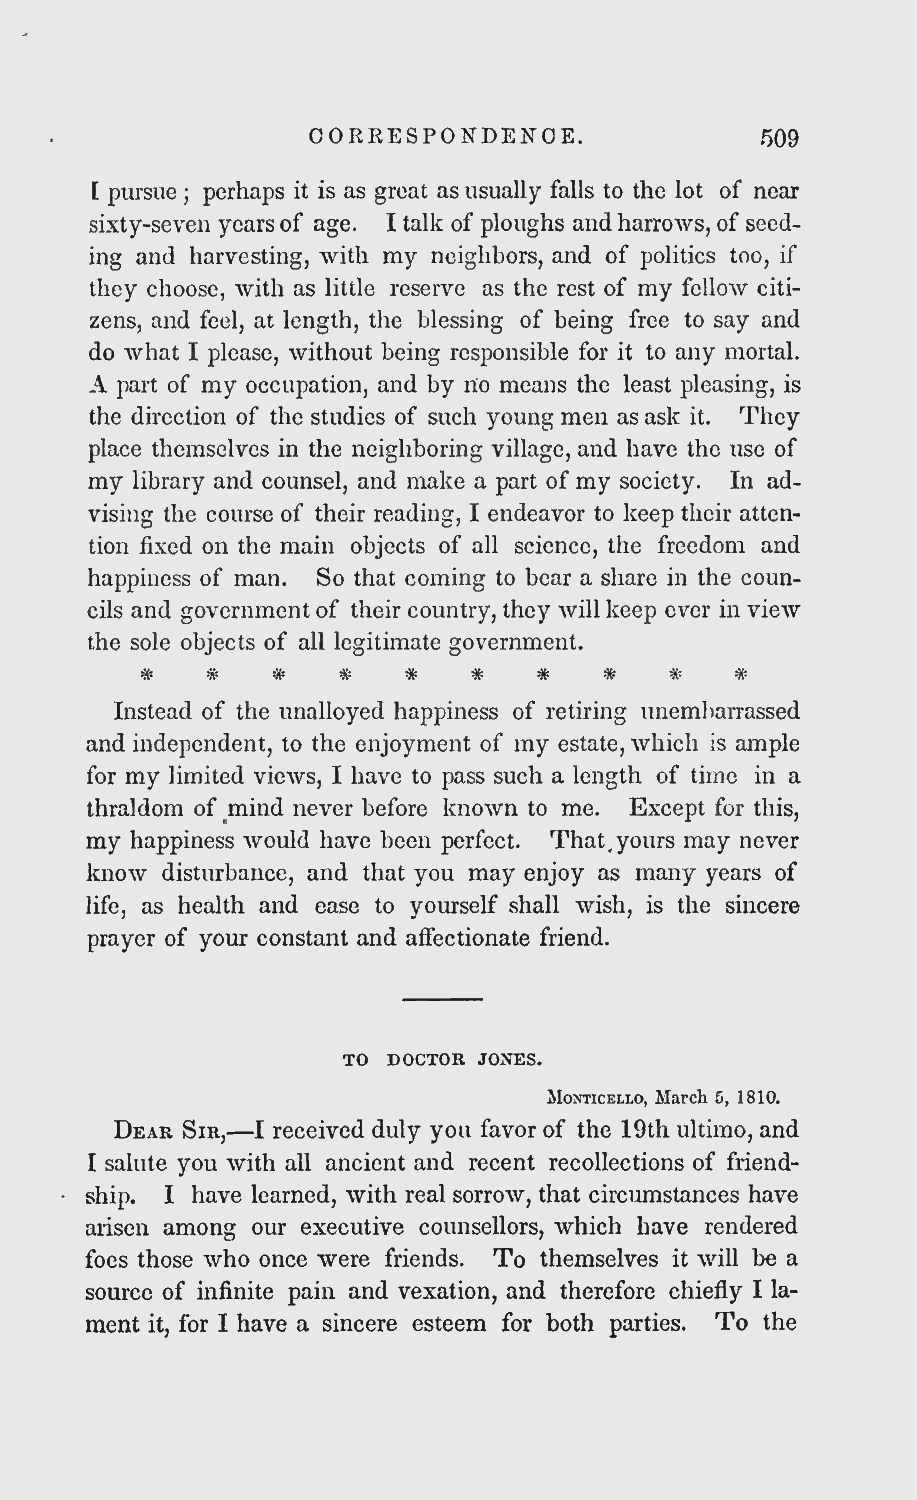 CORRESPONDENCE. 509
I pursue; perhaps it is as great as usually falls to the lot of near
sixty-seven years of age. I talk of ploughs and harrows, of seed-
ing and harvesting, with my neighbors, and of politics too, if
they choose, with as little reserve as the rest of my fellow citi-
zens, and feel, at length, the blessing of being free to say and
do what I please, without being responsible for it to any mortal.
A part of my occupation, and by no means the least pleasing, is
the direction of the studies of such young men as ask it. They
place themselves in the neighboring village, and have the use of
my library and counsel, and make a part of my society. In ad-
vising the course of their reading, I endeavor to keep their atten-
tion fixed on the main objects of all science, the freedom and
happiness of man. So that coming to bear a share in the coun-
cils and government of their country, they will keep ever in view
the sole objects of all legitimate government.
* * * * * * * * * *
Instead of the unalloyed happiness of retiring unembarrassed
and independent, to the enjoyment of my estate, which is ample
for my limited views, I have to pass such a length of time in a
thraldom of mind never before known to me. Except for this,
my happiness would have been perfect. That yours may never
know disturbance, and that you may enjoy as many years of
life, as health and ease to yourself shall wish, is the sincere
prayer of your constant and affectionate friend.
TO DOCTOR JONES.
MONTICELLO, March 5, 1810.
DEAR SIR,—I received duly you favor of the 19th ultimo, and
I salute you with all ancient and recent recollections of friend-
ship. I have learned, with real sorrow, that circumstances have
arisen among our executive counsellors, which have rendered
foes those who once were friends. To themselves it will be a
source of infinite pain and vexation, and therefore chiefly I la-
ment it, for I have a sincere esteem for both parties. To the